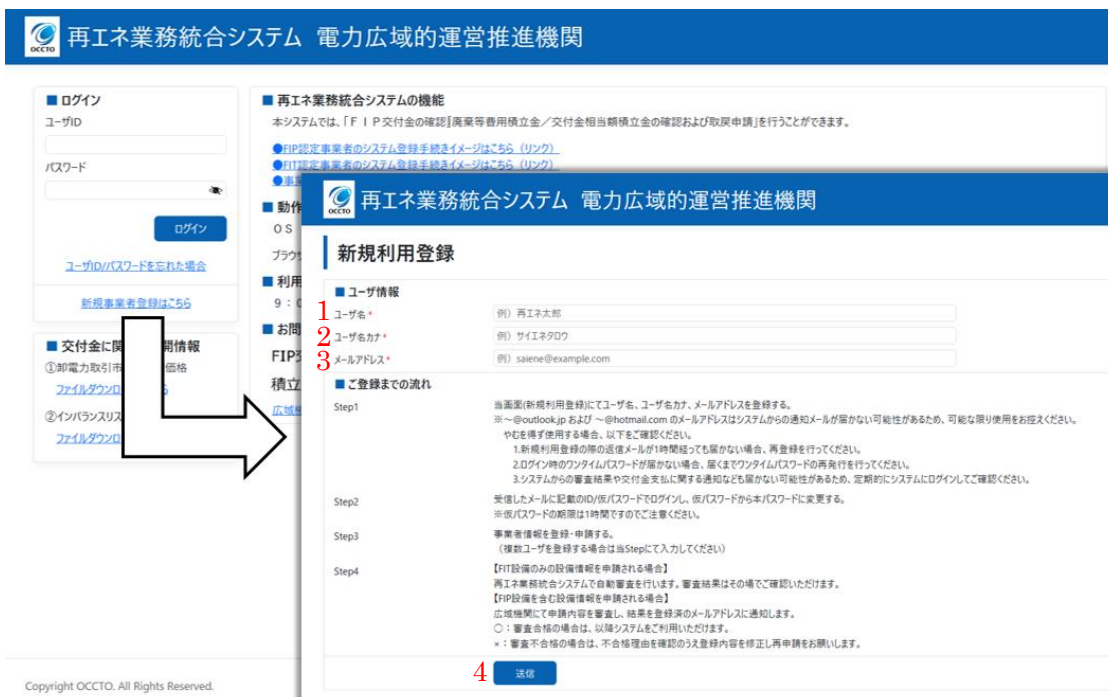 OCCTO 再エネ業務統合システム 電力広域的運営推進機関
■ ログイン
ユーザID
パスワード
ログイン
ユーザID/パスワードを忘れた場合
新規事業者登録はこちら
■ 交付金に関
開情報
①卸電力取引市
価格
ファイルダウンロ
ら
②インバランスリス
ファイルダウンロ
■ 再エネ業務統合システムの機能
本システムでは、「ＦＩＰ交付金の確認」「廃棄等費用積立金／交付金相当額積立金の確認および取戻申請」を行うことができます。
●FIP認定事業者のシステム登録手続きイメージはこちら（リンク）
●FIT認定事業者のシステム登録手続きイメージはこちら（リンク）
●事業
■ 動作
ＯＳ
ブラウ
■ 利用
９：０
■ お問
FIP交
積立
広域機
OCCTO 再エネ業務統合システム 電力広域的運営推進機関
新規利用登録
■ ユーザ情報
1 ユーザ名* 例）再エネ太郎
2 ユーザ名カナ* 例）サイエネタロウ
3 メールアドレス* 例）saiene@example.com
■ ご登録までの流れ
Step1 当画面(新規利用登録)にてユーザ名、ユーザ名カナ、メールアドレスを登録する。
※～@outlook.jp および ～@hotmail.com のメールアドレスはシステムからの通知メールが届かない可能性があるため、可能な限り使用をお控えください。
やむを得ず使用する場合、以下をご確認ください。
1.新規利用登録の際の返信メールが1時間経っても届かない場合、再登録を行ってください。
2.ログイン時のワンタイムパスワードが届かない場合、届くまでワンタイムパスワードの再発行を行ってください。
3.システムからの審査結果や交付金支払に関する通知なども届かない可能性があるため、定期的にシステムにログインしてご確認ください。
Step2 受信したメールに記載のID/仮パスワードでログインし、仮パスワードから本パスワードに変更する。
※仮パスワードの期限は1時間ですのでご注意ください。
Step3 事業者情報を登録・申請する。
（複数ユーザを登録する場合は当Stepにて入力してください）
Step4 【FIT設備のみの設備情報を申請される場合】
再エネ業務統合システムで自動審査を行います。審査結果はその場でご確認いただけます。
【FIP設備を含む設備情報を申請される場合】
広域機関にて申請内容を審査し、結果を登録済のメールアドレスに通知します。
○：審査合格の場合は、以降システムをご利用いただけます。
×：審査不合格の場合は、不合格理由を確認のうえ登録内容を修正し再申請をお願いします。
4 送信
Copyright OCCTO. All Rights Reserved.